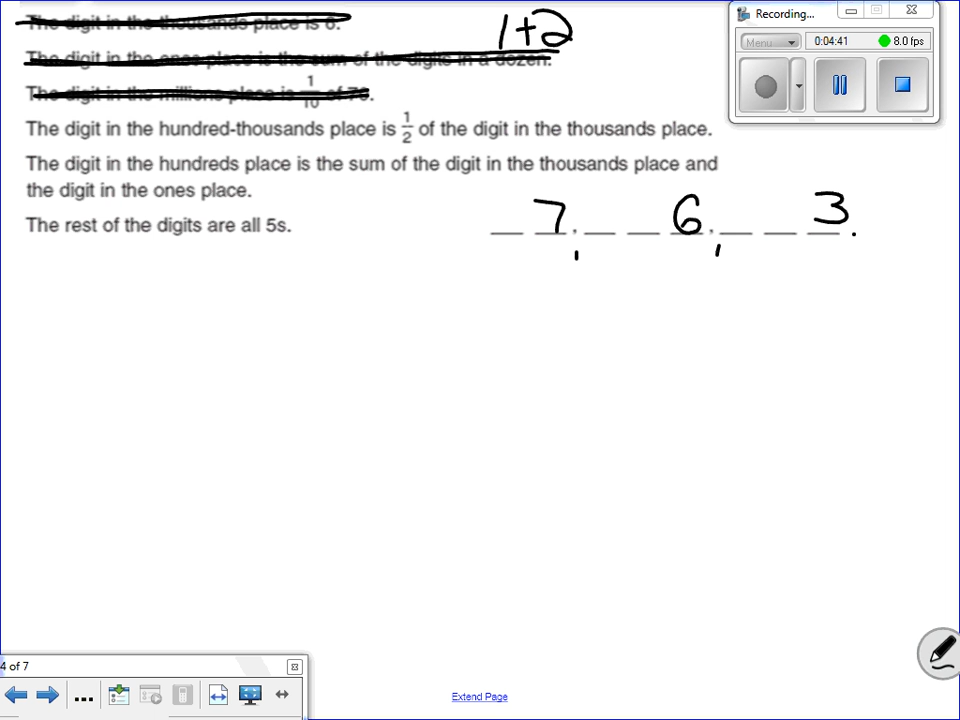 The digit in the thousands place is 6.
1+2
The digit in the ones place is the sum of the digits in a dozen.
The digit in the millions place is 1/10 of 70.
The digit in the hundred-thousands place is 1/2 of the digit in the thousands place.
The digit in the hundreds place is the sum of the digit in the thousands place and
the digit in the ones place.
The rest of the digits are all 5s.
__ 7, __ __ 6, __ __ 3.
Recording...
Menu
0:04:41
8.0 fps
4 of 7
...
Extend Page